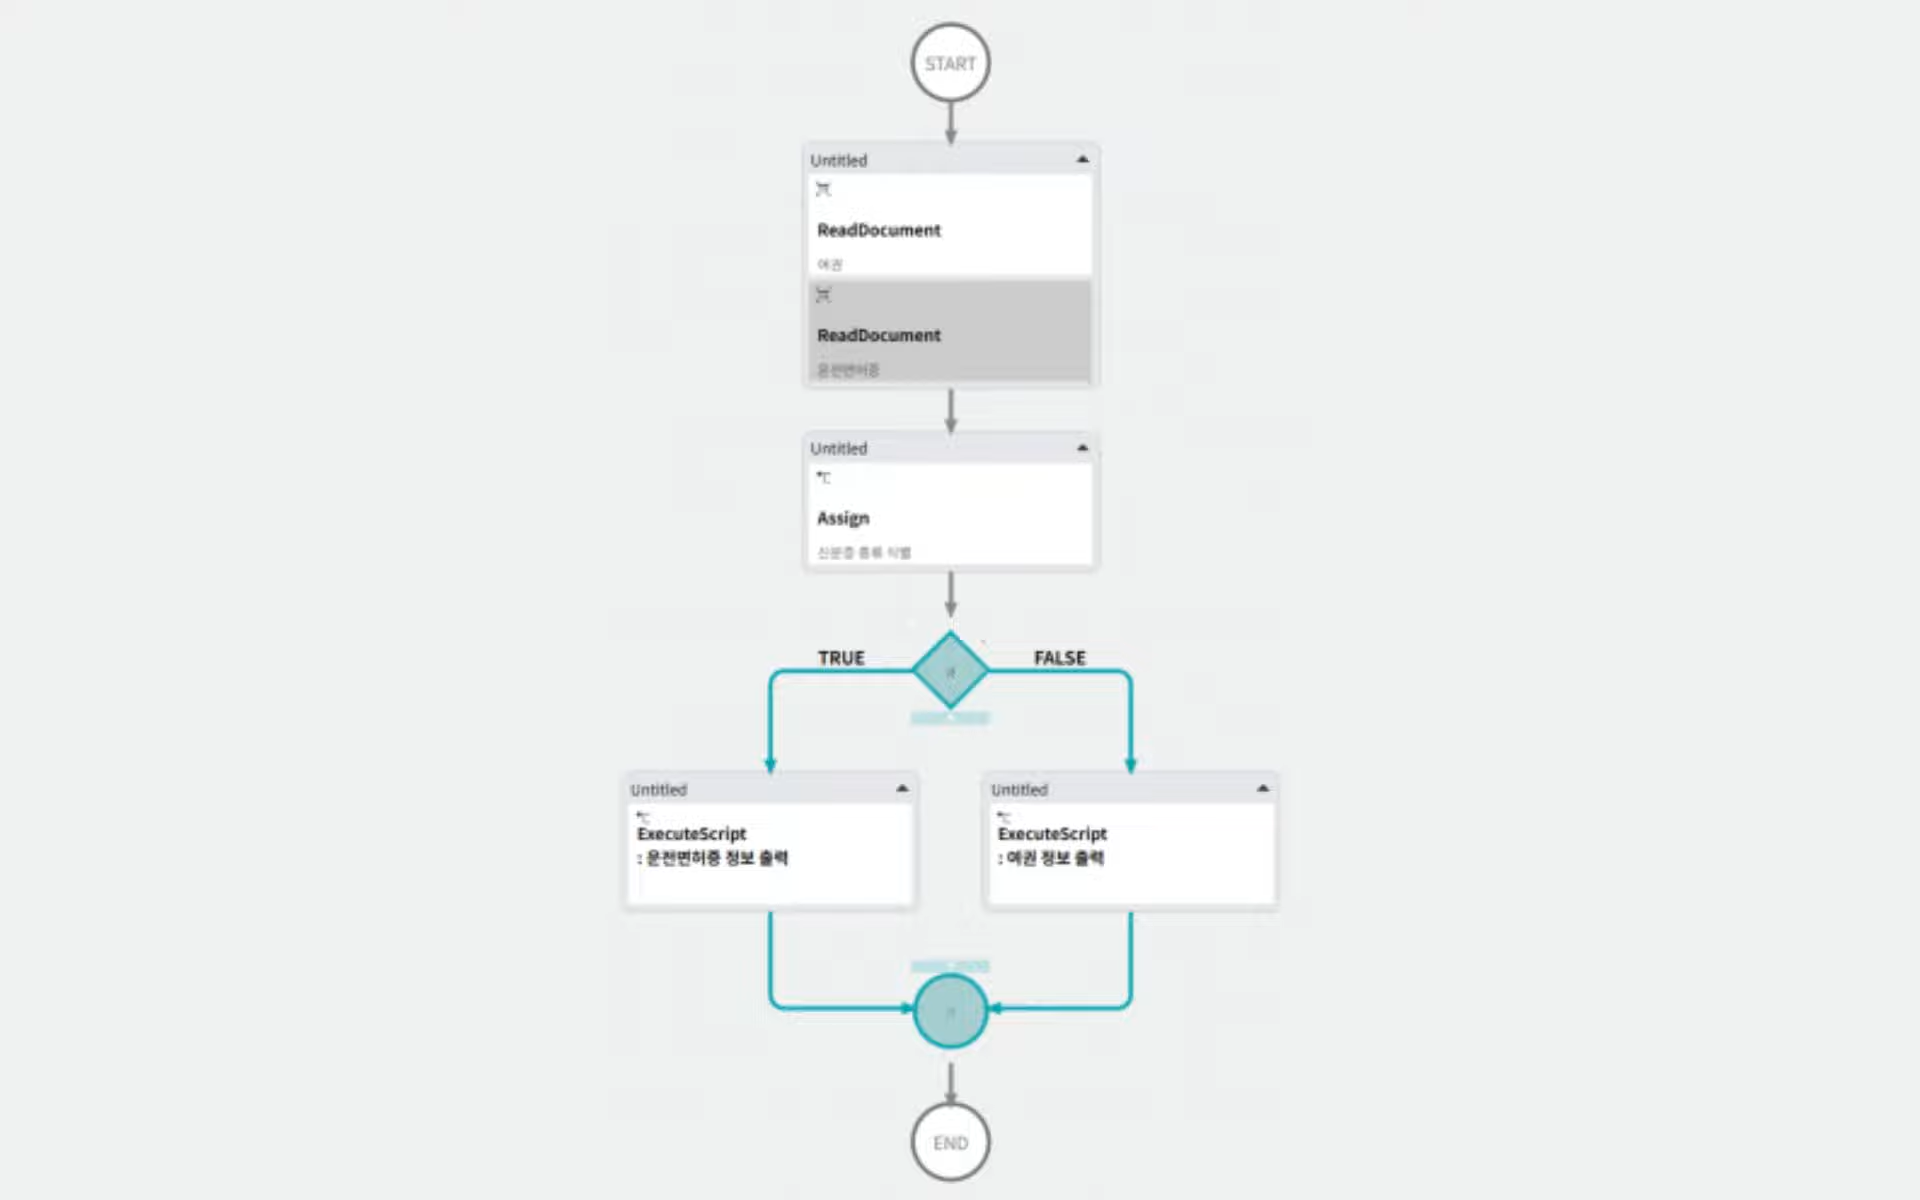 START
Untitled
ReadDocument
여권
ReadDocument
운전면허증
Untitled
Assign
신분증 종류 식별
TRUE
FALSE
Untitled
ExecuteScript
: 운전면허증 정보 출력
Untitled
ExecuteScript
: 여권 정보 출력
END